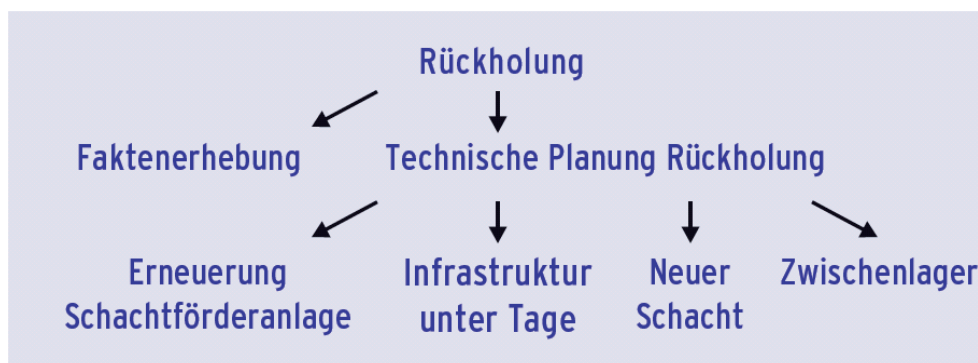 Rückholung
Faktenerhebung
Technische Planung Rückholung
Erneuerung
Schachtförderanlage
Infrastruktur
unter Tage
Neuer
Schacht
Zwischenlager